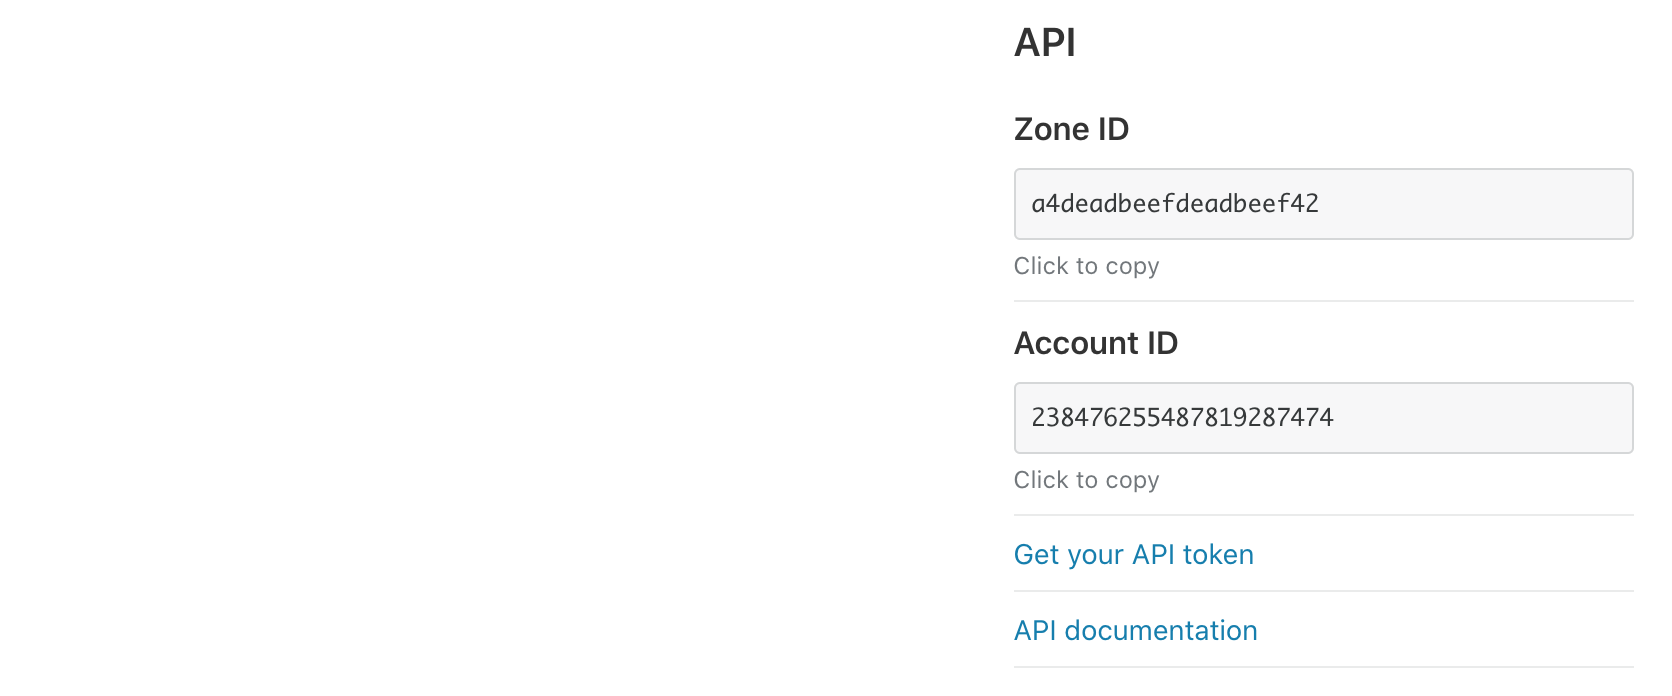 API
Zone ID
a4deadbeefdeadbeef42
Click to copy
Account ID
238476255487819287474
Click to copy
Get your API token
API documentation